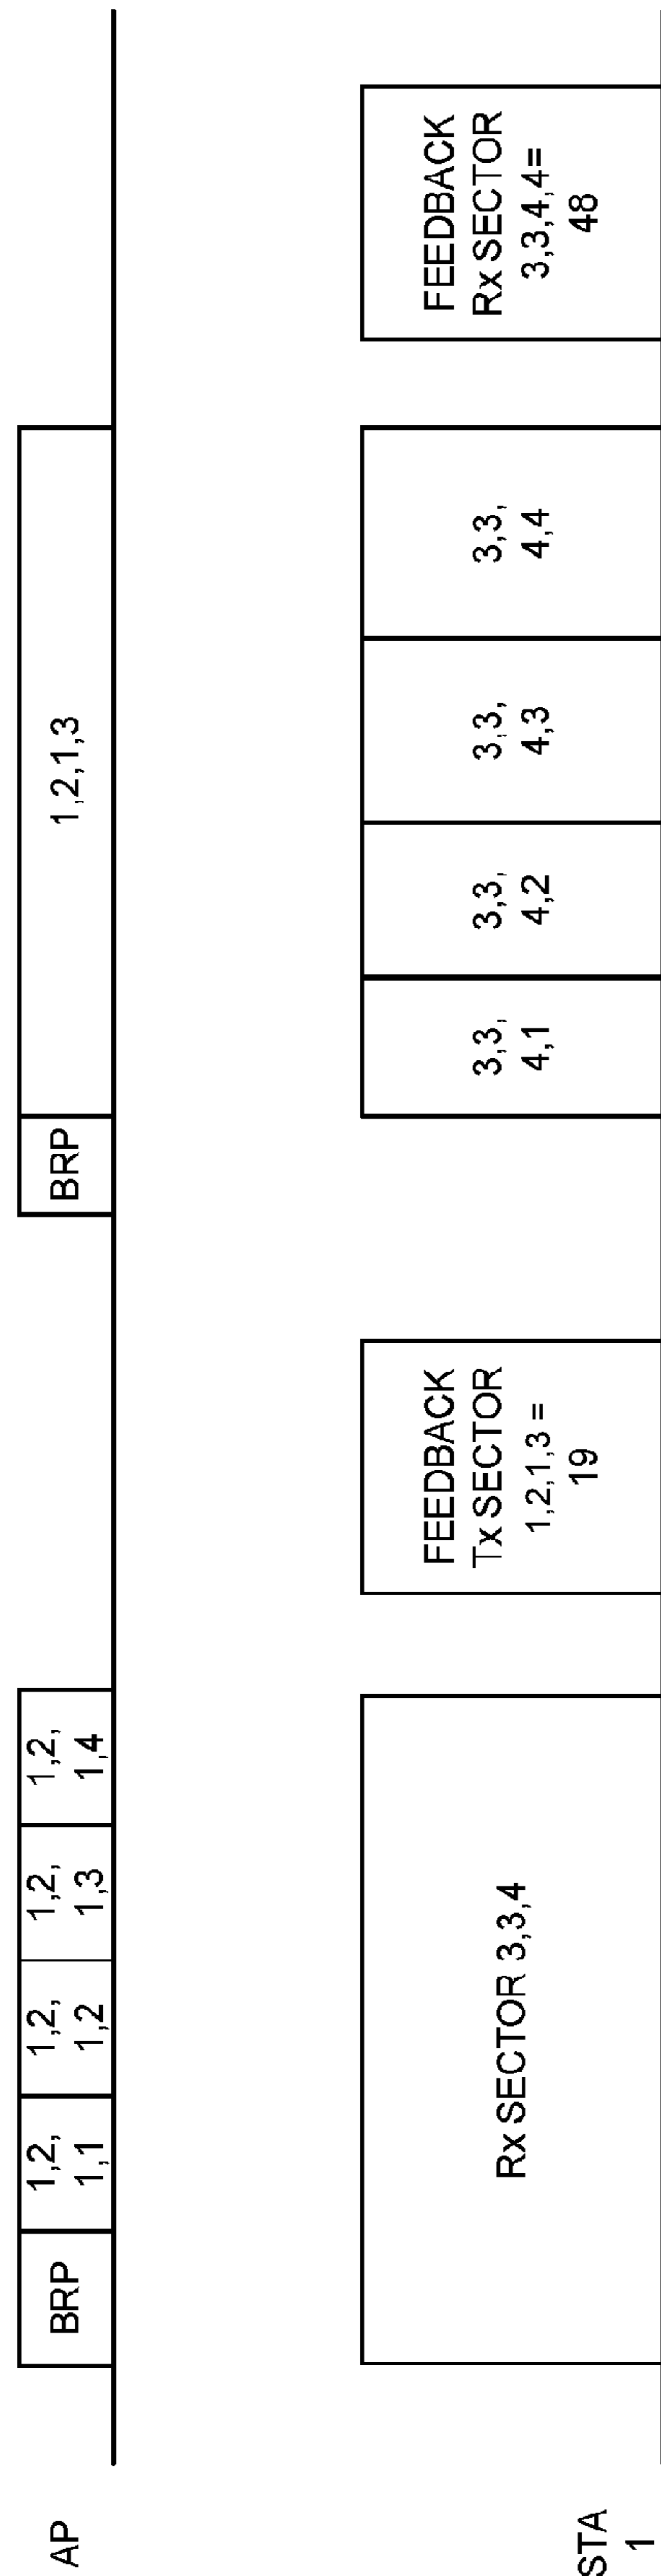 AP
BRP
1,2,
1,1
1,2,
1,2
1,2,
1,3
1,2,
1,4
BRP
1,2,1,3
STA
1
Rx SECTOR 3,3,4
FEEDBACK
Tx SECTOR
1,2,1,3 =
19
3,3,
4,1
3,3,
4,2
3,3,
4,3
3,3,
4,4
FEEDBACK
Rx SECTOR
3,3,4,4=
48